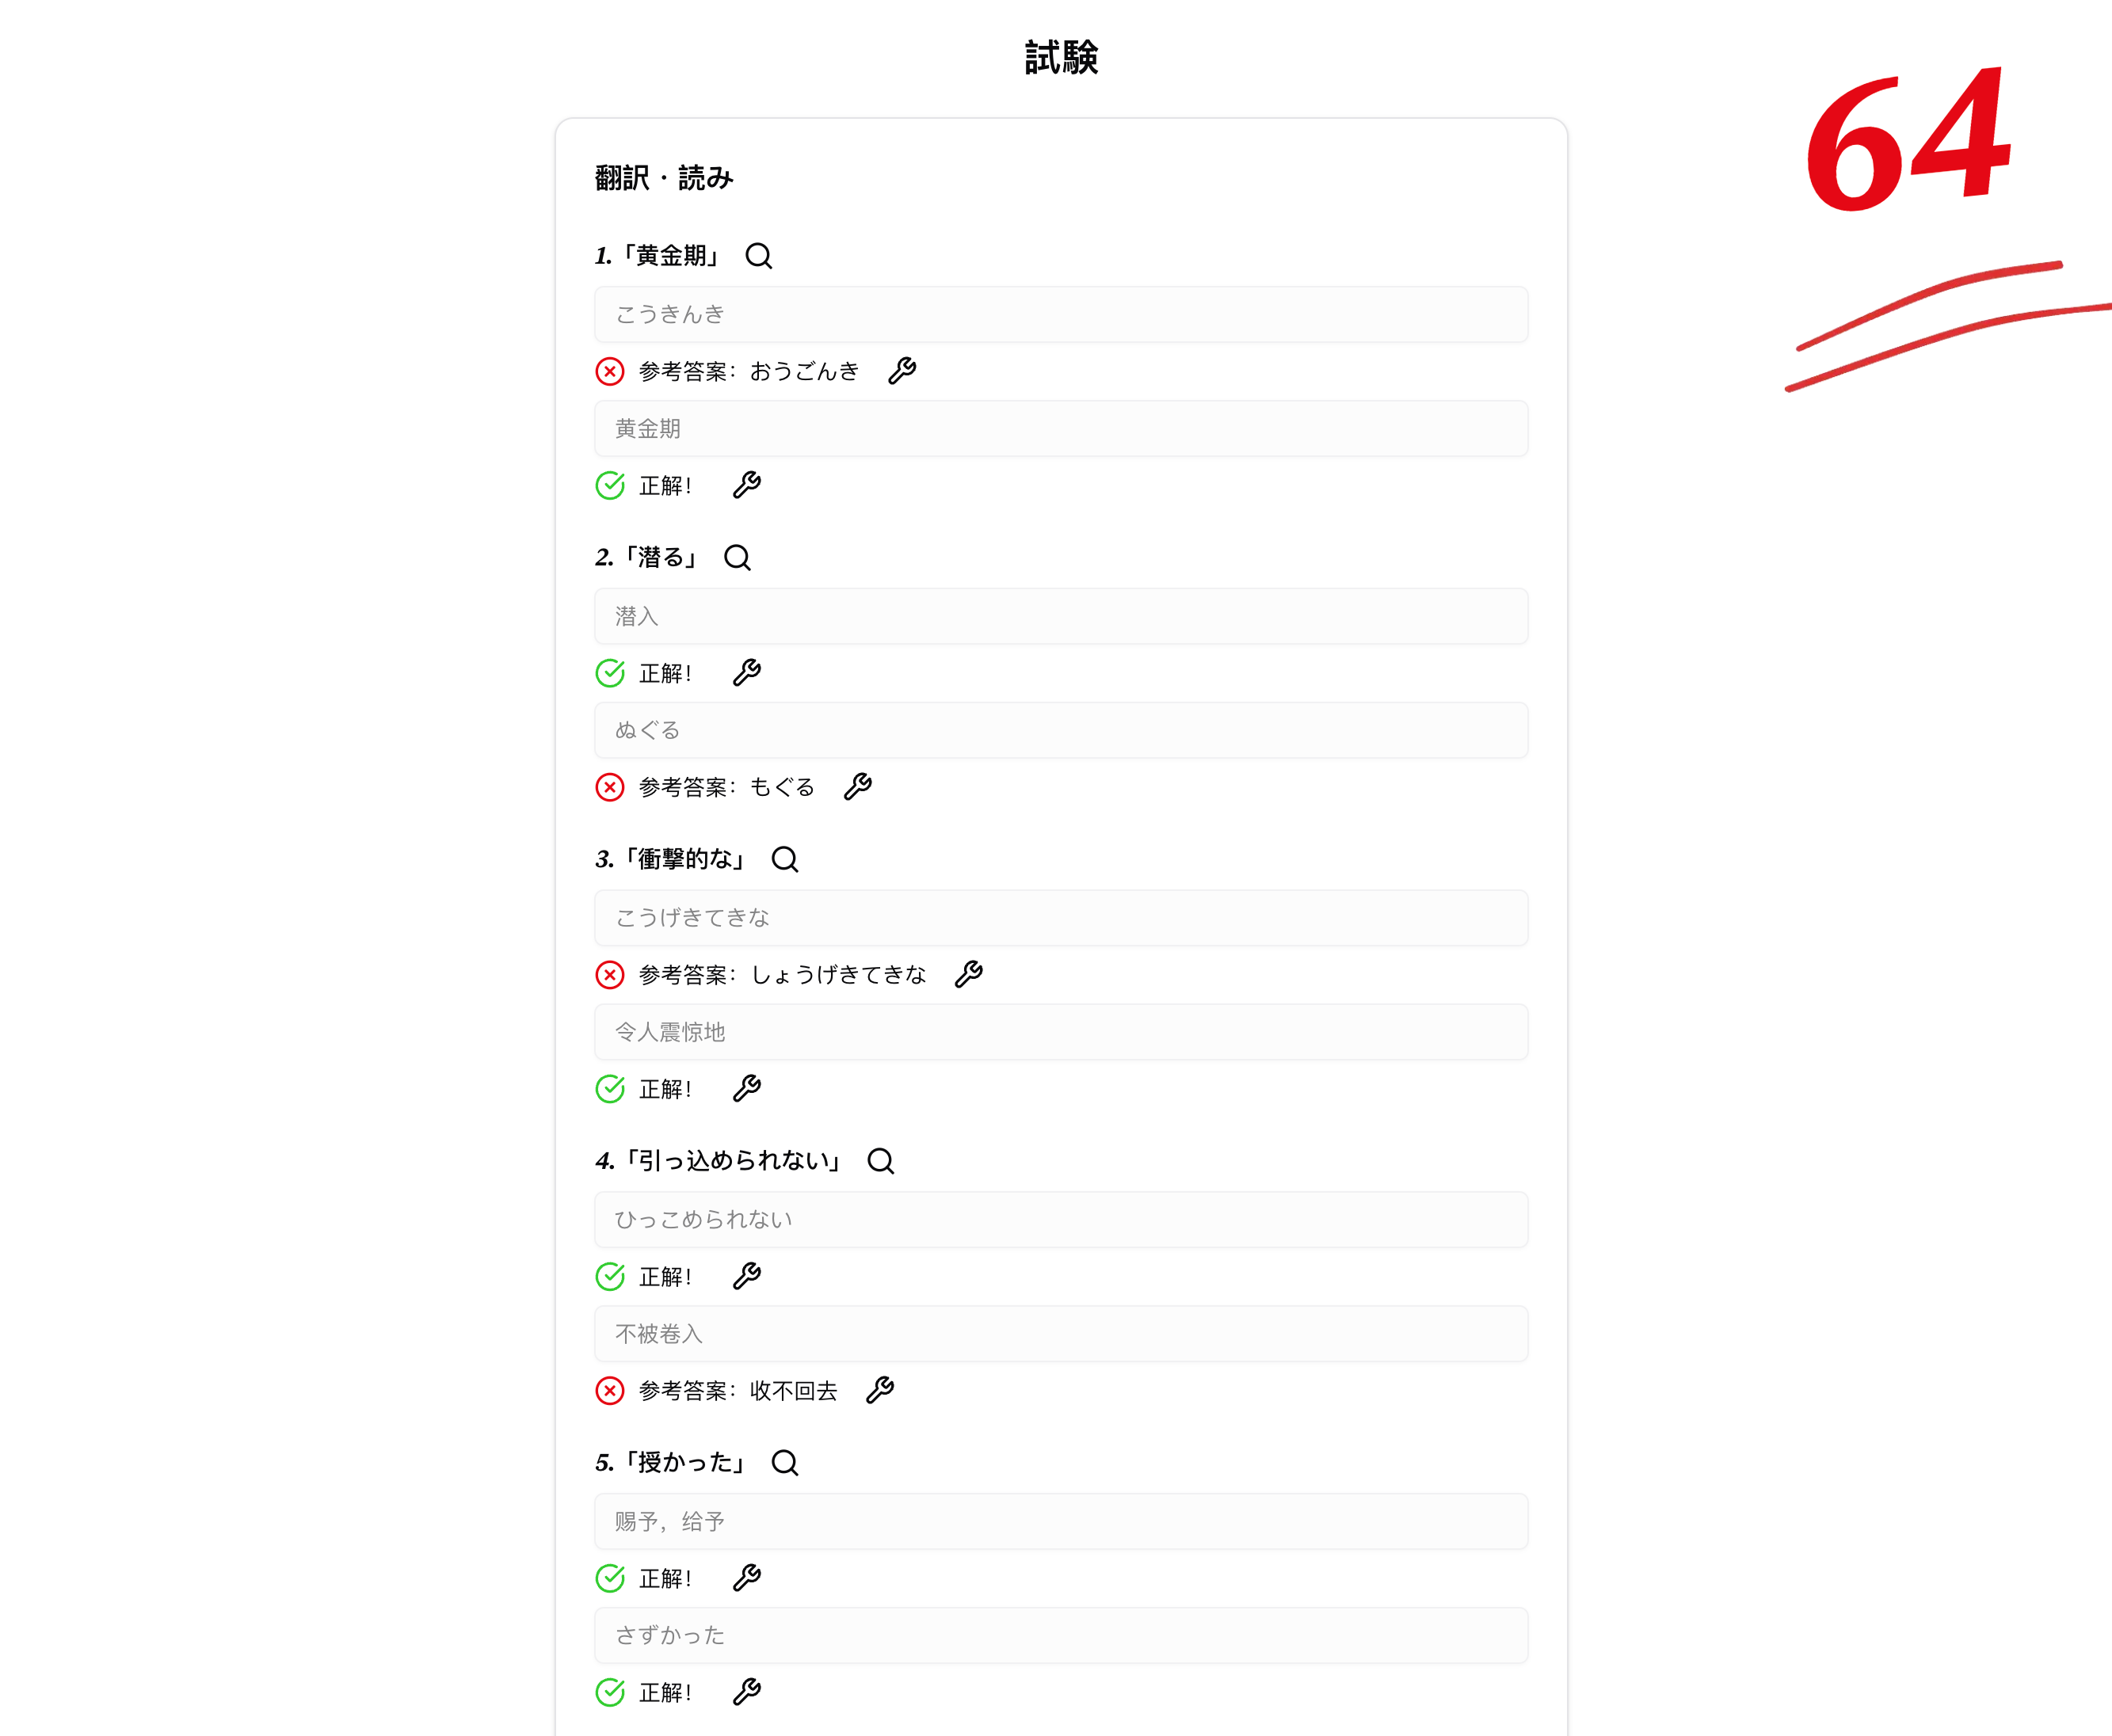 試験
64
翻訳・読み
1.「黄金期」
こうきんき
参考答案：おうごんき
黄金期
正解！
2.「潜る」
潜入
正解！
ぬぐる
参考答案：もぐる
3.「衝撃的な」
こうげきてきな
参考答案：しょうげきてきな
令人震惊地
正解！
4.「引っ込められない」
ひっこめられない
正解！
不被卷入
参考答案：收不回去
5.「授かった」
赐予，给予
正解！
さずかった
正解！